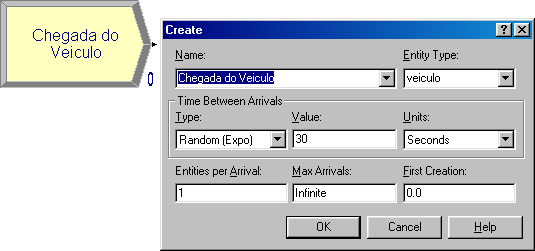 Chegada do
Veiculo
0
Create
Name:
Entity Type:
Chegada do Veiculo
veiculo
Time Between Arrivals
Type:
Value:
Units:
Random (Expo)
30
Seconds
Entities per Arrival:
Max Arrivals:
First Creation:
1
Infinite
0.0
OK
Cancel
Help